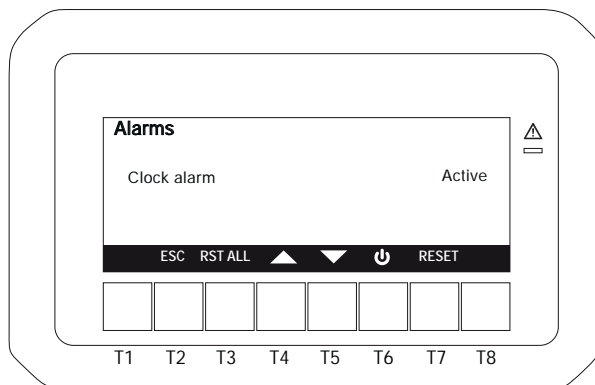 Alarms
Clock alarm Active
ESC RST ALL RESET
T1 T2 T3 T4 T5 T6 T7 T8